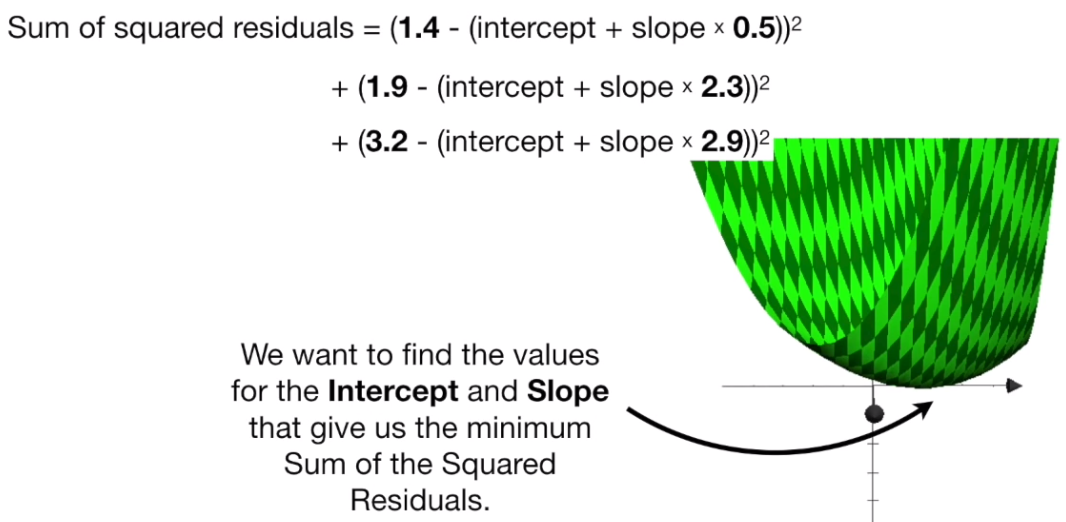 Sum of squared residuals = (1.4 - (intercept + slope × 0.5))²
+ (1.9 - (intercept + slope × 2.3))²
+ (3.2 - (intercept + slope × 2.9))²
We want to find the values
for the Intercept and Slope
that give us the minimum
Sum of the Squared
Residuals.